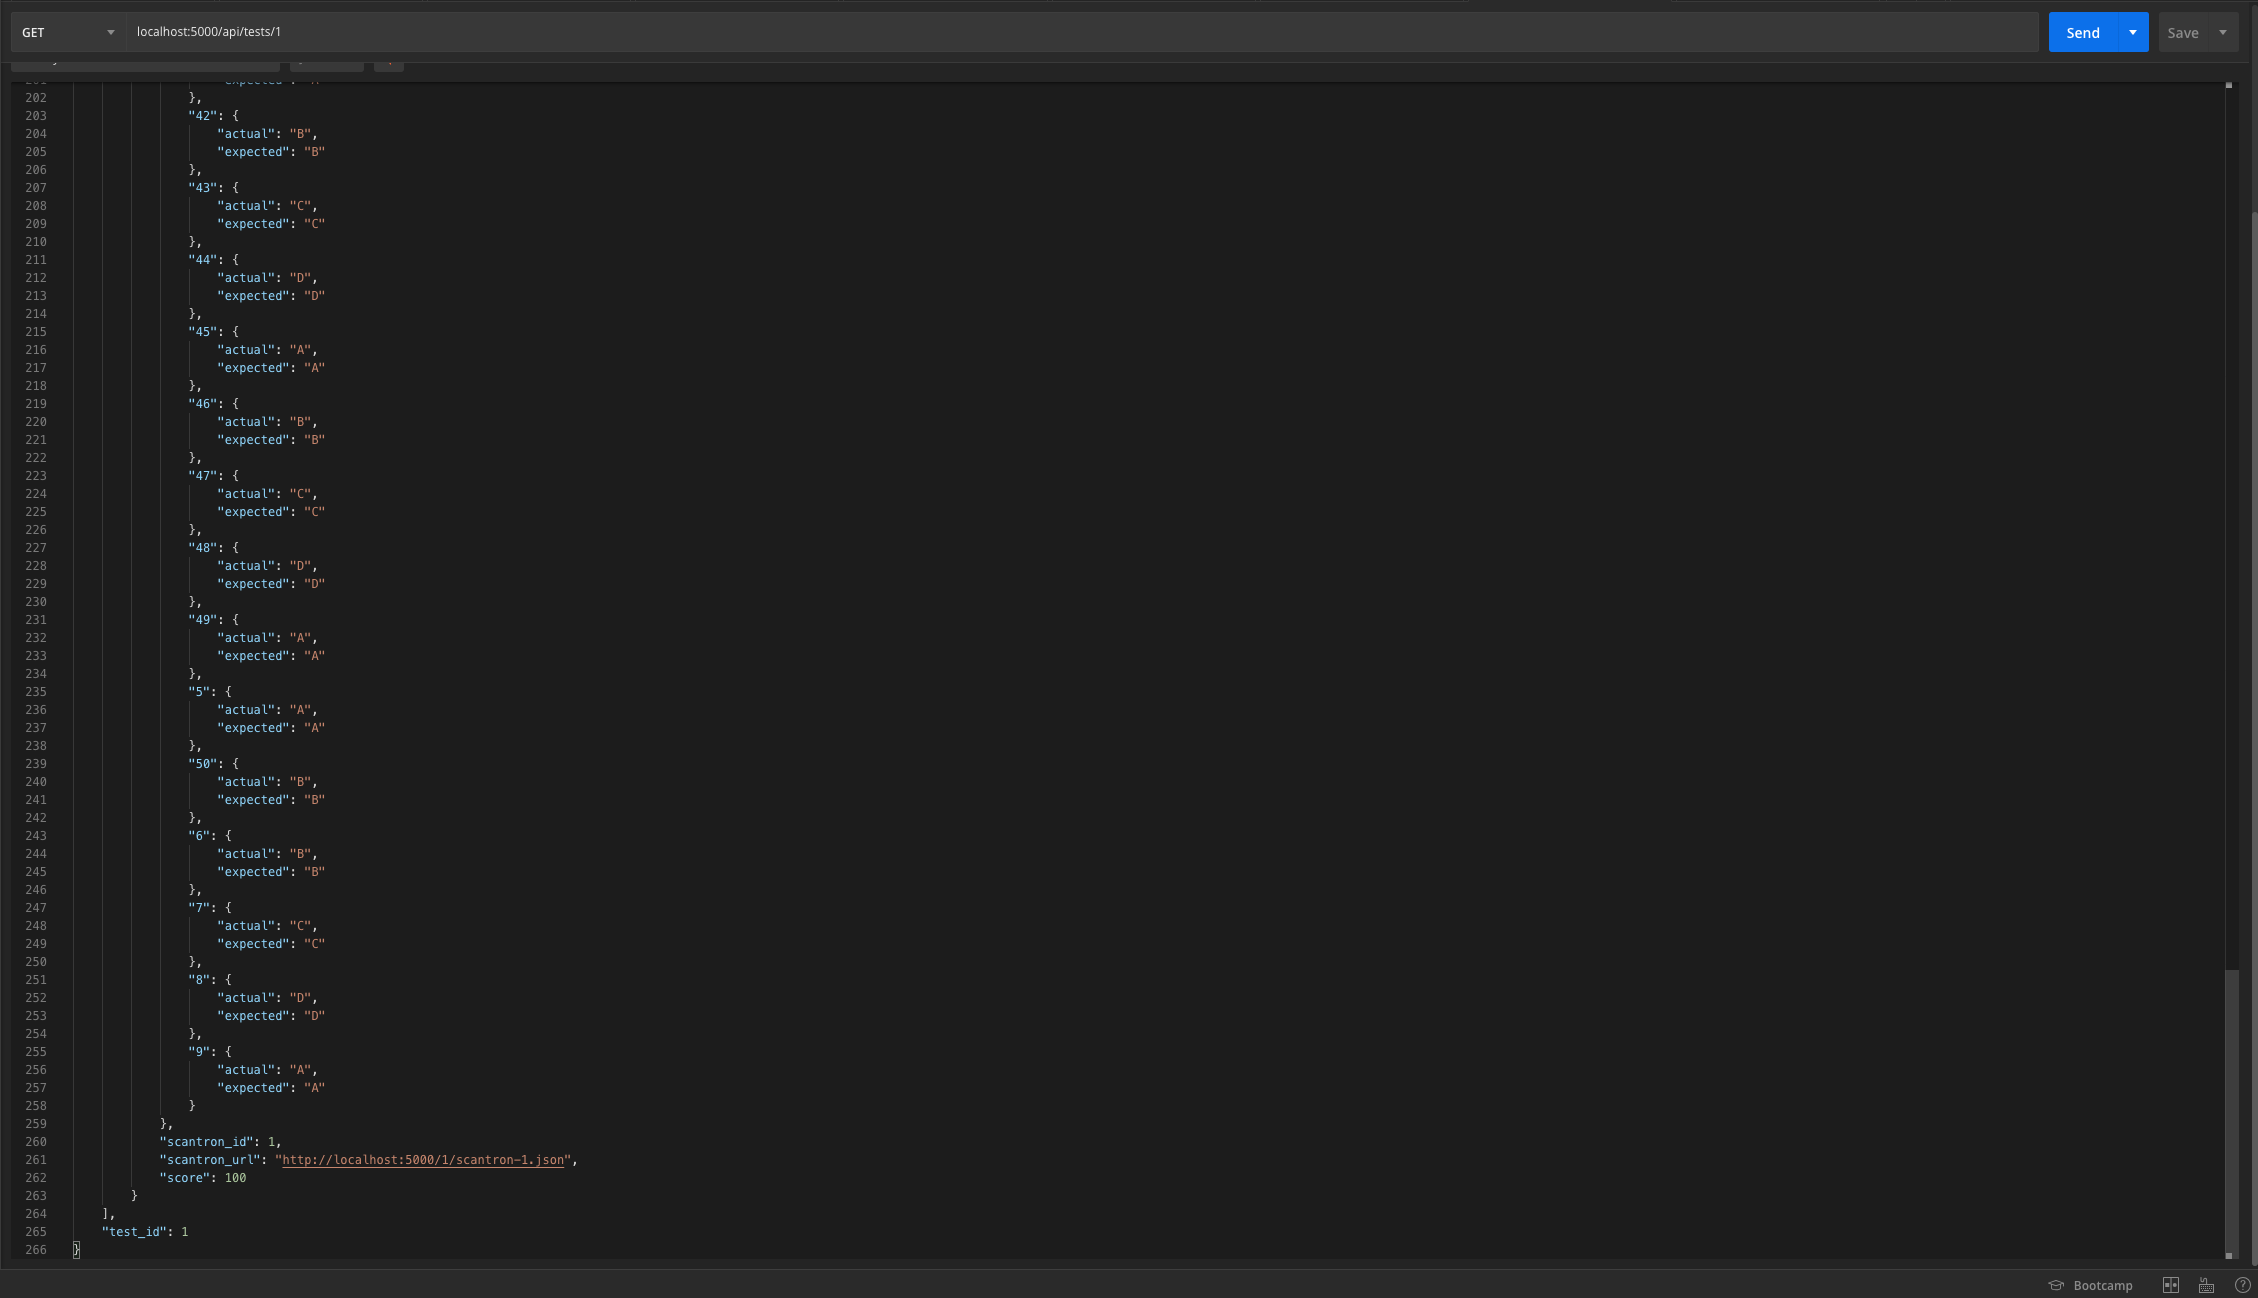 GET localhost:5000/api/tests/1 Send Save
202 },
203 "42": {
204 "actual": "B",
205 "expected": "B"
206 },
207 "43": {
208 "actual": "C",
209 "expected": "C"
210 },
211 "44": {
212 "actual": "D",
213 "expected": "D"
214 },
215 "45": {
216 "actual": "A",
217 "expected": "A"
218 },
219 "46": {
220 "actual": "B",
221 "expected": "B"
222 },
223 "47": {
224 "actual": "C",
225 "expected": "C"
226 },
227 "48": {
228 "actual": "D",
229 "expected": "D"
230 },
231 "49": {
232 "actual": "A",
233 "expected": "A"
234 },
235 "5": {
236 "actual": "A",
237 "expected": "A"
238 },
239 "50": {
240 "actual": "B",
241 "expected": "B"
242 },
243 "6": {
244 "actual": "B",
245 "expected": "B"
246 },
247 "7": {
248 "actual": "C",
249 "expected": "C"
250 },
251 "8": {
252 "actual": "D",
253 "expected": "D"
254 },
255 "9": {
256 "actual": "A",
257 "expected": "A"
258 }
259 },
260 "scantron_id": 1,
261 "scantron_url": "http://localhost:5000/1/scantron-1.json",
262 "score": 100
263 }
264 ],
265 "test_id": 1
266 }
Bootcamp